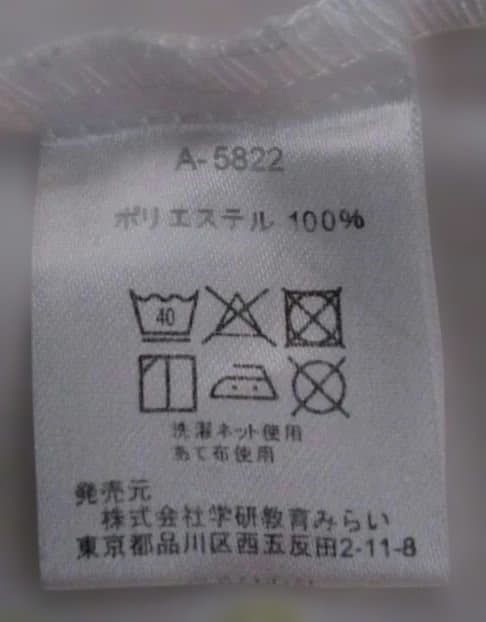 A-5822
ポリエステル 100%
40
洗濯ネット使用
あて布使用
発売元
株式会社学研教育みらい
東京都品川区西五反田2-11-8